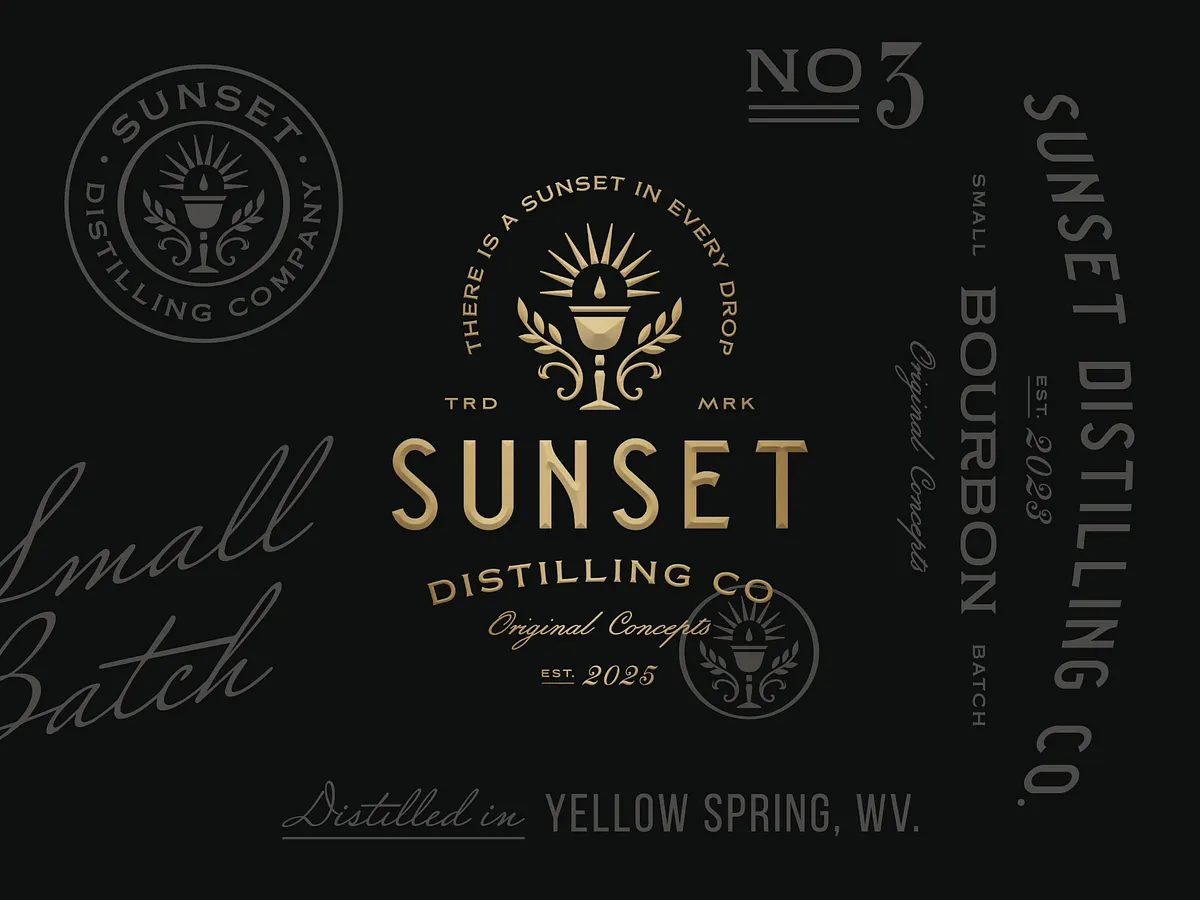 SUNSET
DISTILLING COMPANY
NO 3
THERE IS A SUNSET IN EVERY DROP
TRD MRK
SUNSET
DISTILLING CO
Original Concepts
EST. 2025
Small
Batch
Distilled in YELLOW SPRING, WV.
SUNSET DISTILLING CO.
EST. 2023
SMALL BOURBON BATCH
Original Concepts